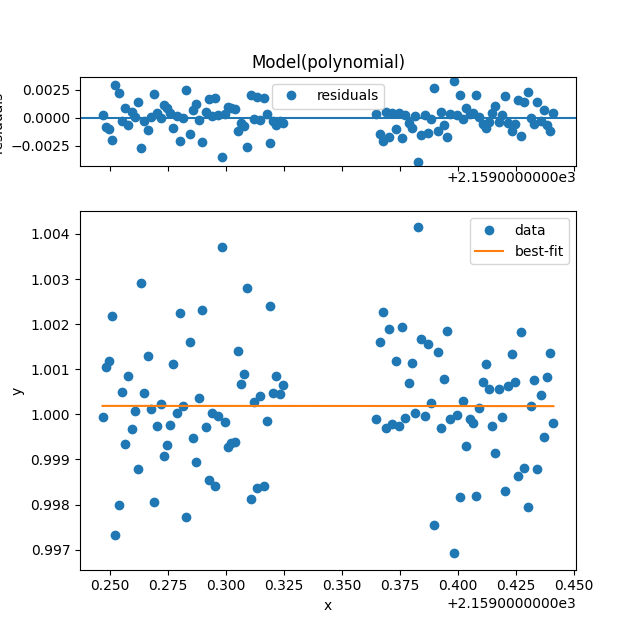 Model(polynomial)
0.0025
0.0000
−0.0025
residuals
+2.1590000000e3
1.004
1.003
1.002
1.001
1.000
0.999
0.998
0.997
y
data
best-fit
0.250 0.275 0.300 0.325 0.350 0.375 0.400 0.425 0.450
x
+2.1590000000e3